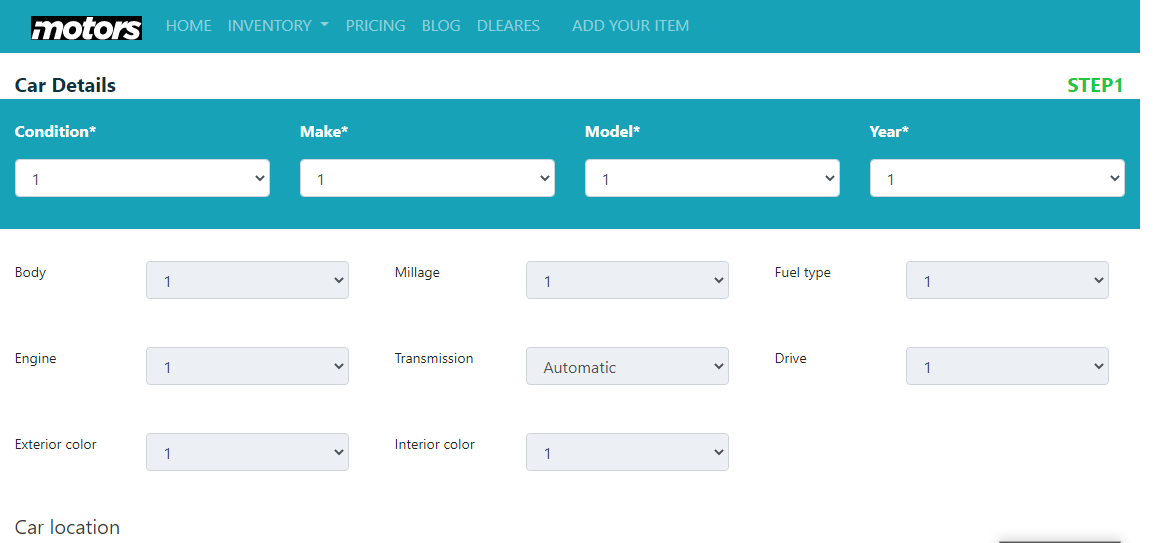 motors HOME INVENTORY PRICING BLOG DLEARES ADD YOUR ITEM
Car Details STEP1
Condition* Make* Model* Year*
1 1 1 1
Body 1 Millage 1 Fuel type 1
Engine 1 Transmission Automatic Drive 1
Exterior color 1 Interior color 1
Car location